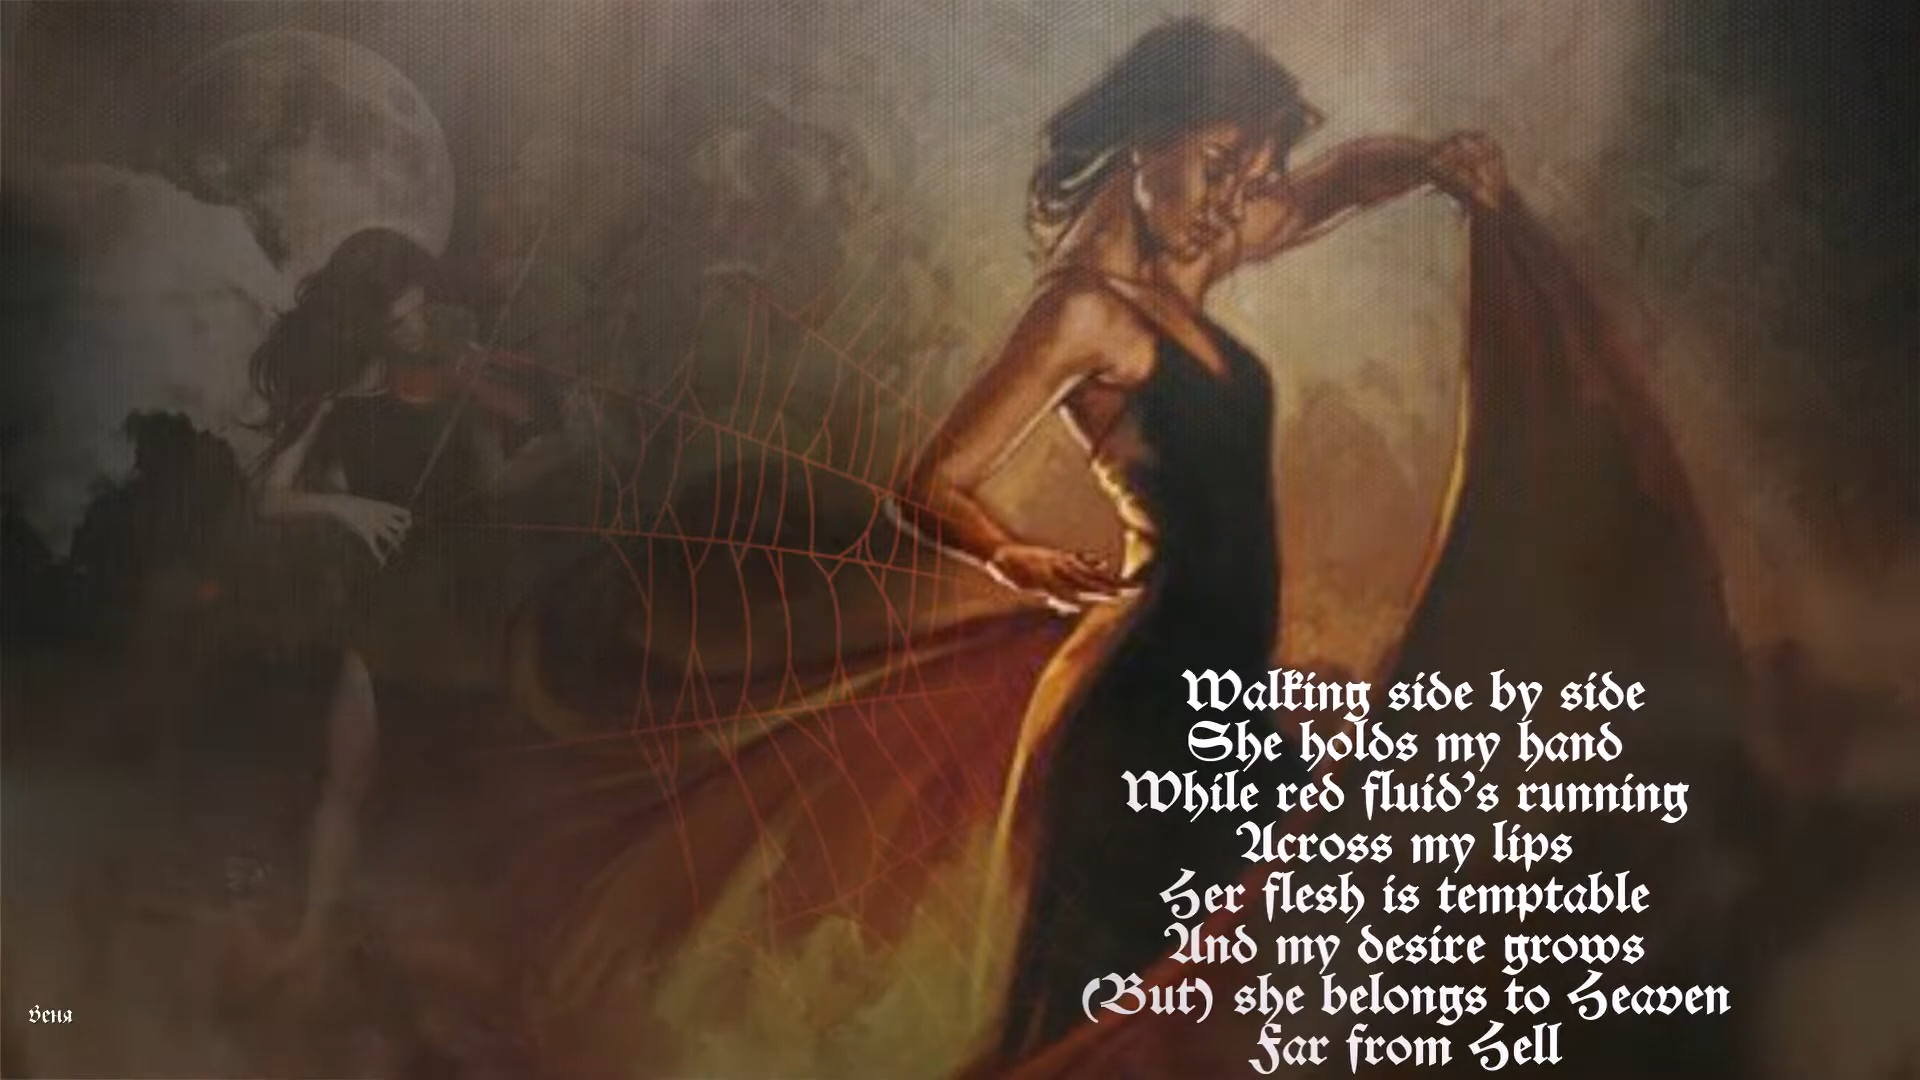 Walking side by side
She holds my hand
While red fluid's running
Across my lips
Her flesh is temptable
And my desire grows
(But) she belongs to Heaven
Far from Hell
Веня